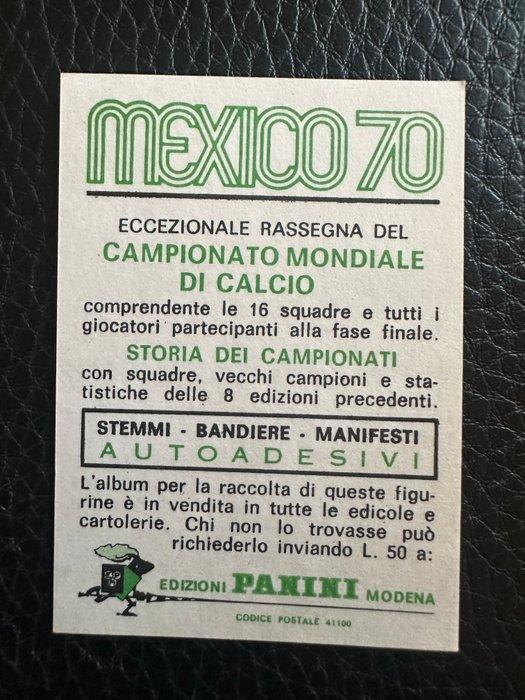 MEXICO 70
ECCEZIONALE RASSEGNA DEL
CAMPIONATO MONDIALE
DI CALCIO
comprendente le 16 squadre e tutti i
giocatori partecipanti alla fase finale.
STORIA DEI CAMPIONATI
con squadre, vecchi campioni e sta-
tistiche delle 8 edizioni precedenti.
STEMMI - BANDIERE - MANIFESTI
AUTOADESIVI
L'album per la raccolta di queste figu-
rine è in vendita in tutte le edicole e
cartolerie. Chi non lo trovasse può
richiederlo inviando L. 50 a:
EDIZIONI PANINI MODENA
CODICE POSTALE 41100